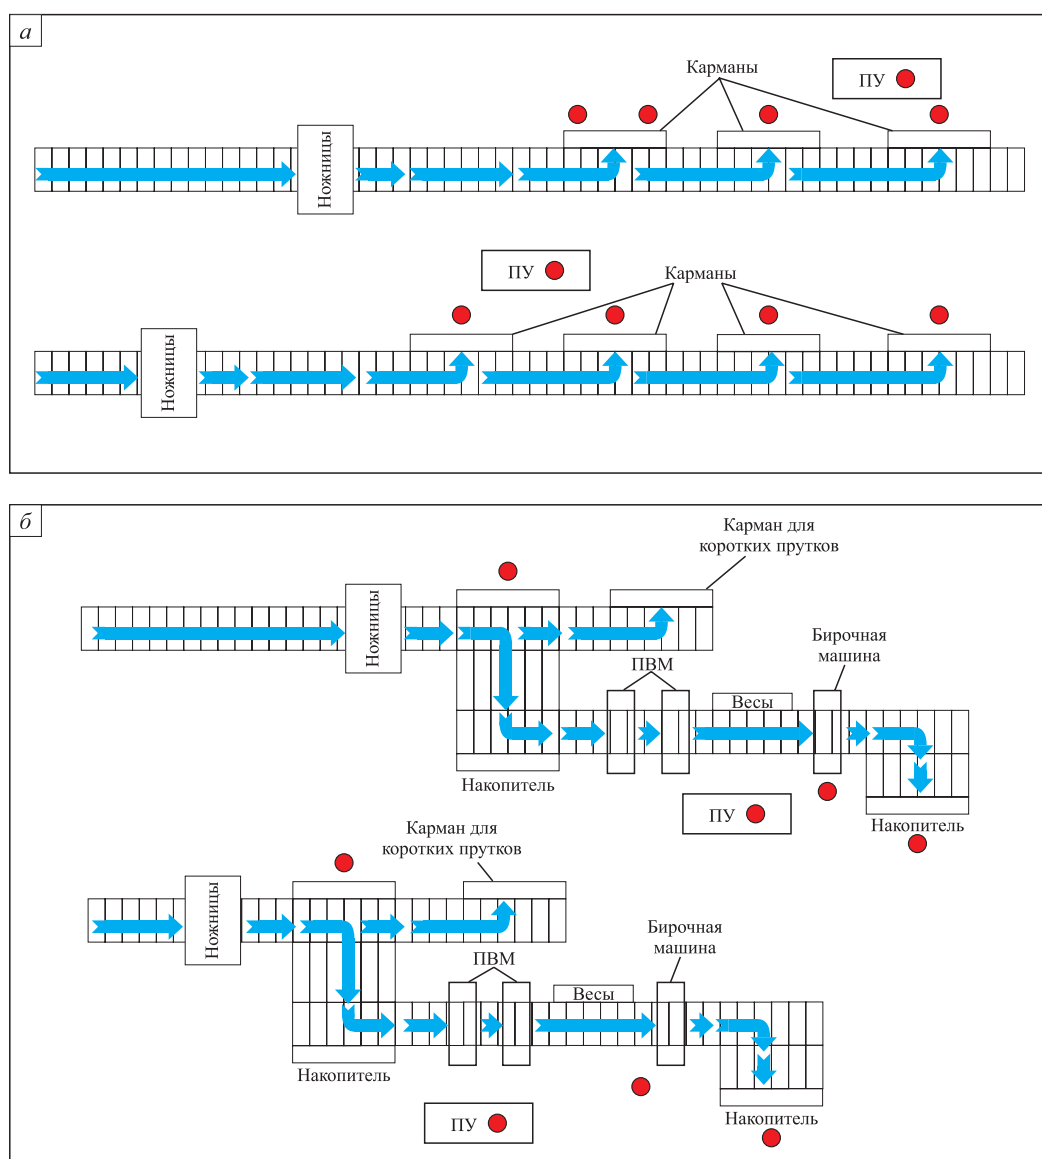 а
Карманы
ПУ
Ножницы
ПУ
Карманы
Ножницы
б
Карман для
коротких прутков
Ножницы
Бирочная
машина
ПВМ
Весы
Накопитель
ПУ
Накопитель
Карман для
коротких прутков
Ножницы
Бирочная
машина
ПВМ
Весы
Накопитель
ПУ
Накопитель